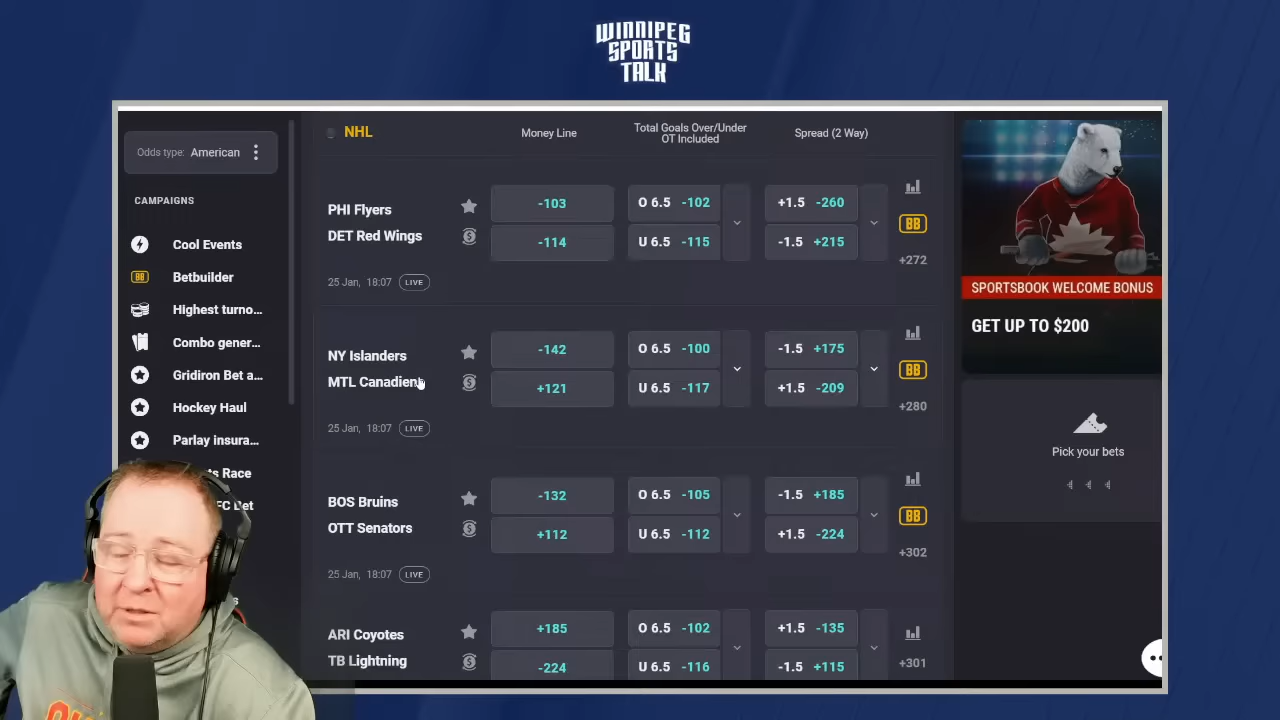 WINNIPEG
SPORTS
TALK
Odds type: American
CAMPAIGNS
Cool Events
BB Betbuilder
Highest turno...
Combo gener...
Gridiron Bet a...
Hockey Haul
Parlay insura...
ts Race
FC Bet
NHL
Money Line
Total Goals Over/Under
OT Included
Spread (2 Way)
PHI Flyers
DET Red Wings
-103
-114
O 6.5 -102
U 6.5 -115
+1.5 -260
-1.5 +215
BB
+272
25 Jan, 18:07 LIVE
NY Islanders
MTL Canadiens
-142
+121
O 6.5 -100
U 6.5 -117
-1.5 +175
+1.5 -209
BB
+280
25 Jan, 18:07 LIVE
BOS Bruins
OTT Senators
-132
+112
O 6.5 -105
U 6.5 -112
-1.5 +185
+1.5 -224
BB
+302
25 Jan, 18:07 LIVE
ARI Coyotes
TB Lightning
+185
-224
O 6.5 -102
U 6.5 -116
+1.5 -135
-1.5 +115
+301
SPORTSBOOK WELCOME BONUS
GET UP TO $200
Pick your bets